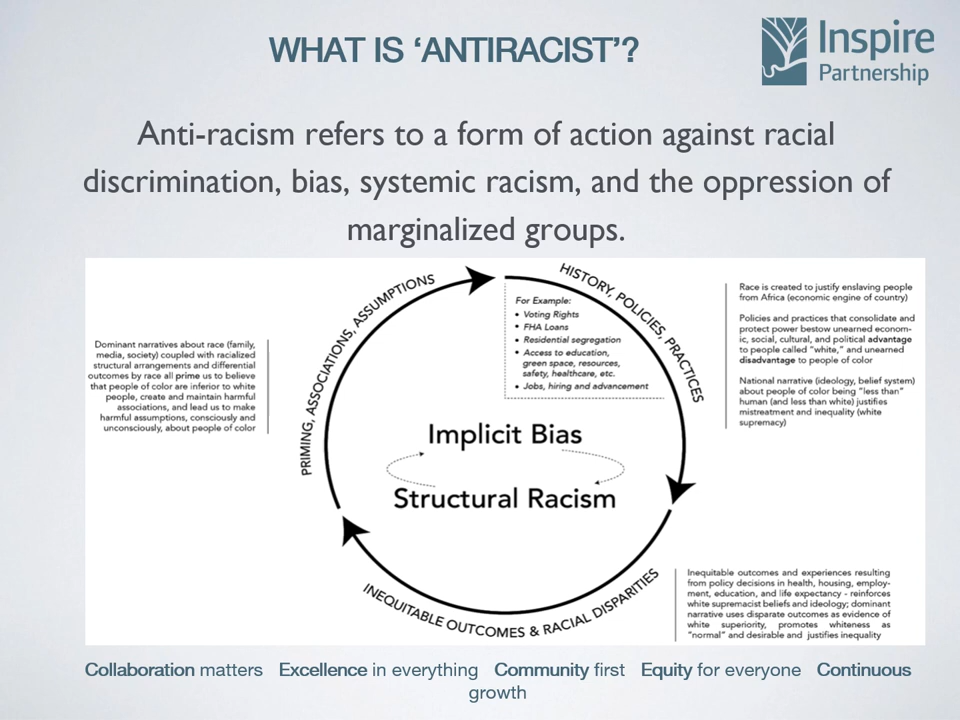 WHAT IS ‘ANTIRACIST’?
Inspire
Partnership
Anti-racism refers to a form of action against racial
discrimination, bias, systemic racism, and the oppression of
marginalized groups.
PRIMING, ASSOCIATIONS, ASSUMPTIONS
HISTORY, POLICIES, PRACTICES
For Example:
• Voting Rights
• FHA Loans
• Residential segregation
• Access to education,
green space, resources,
safety, healthcare, etc.
• Jobs, hiring and advancement
Race is created to justify enslaving people
from Africa (economic engine of country)
Policies and practices that consolidate and
protect power bestow unearned econom-
ic, social, cultural, and political advantage
to people called “white,” and unearned
disadvantage to people of color
National narrative (ideology, belief system)
about people of color being “less than”
human (and less than white) justifies
mistreatment and inequality (white
supremacy)
Dominant narratives about race (family,
media, society) coupled with racialized
structural arrangements and differential
outcomes by race all prime us to believe
that people of color are inferior to white
people, create and maintain harmful
associations, and lead us to make
harmful assumptions, consciously and
unconsciously, about people of color
Implicit Bias
Structural Racism
INEQUITABLE OUTCOMES & RACIAL DISPARITIES
Inequitable outcomes and experiences resulting
from policy decisions in health, housing, employ-
ment, education, and life expectancy - reinforces
white supremacist beliefs and ideology; dominant
narrative uses disparate outcomes as evidence of
white superiority, promotes whiteness as
“normal” and desirable and justifies inequality
Collaboration matters Excellence in everything Community first Equity for everyone Continuous
growth